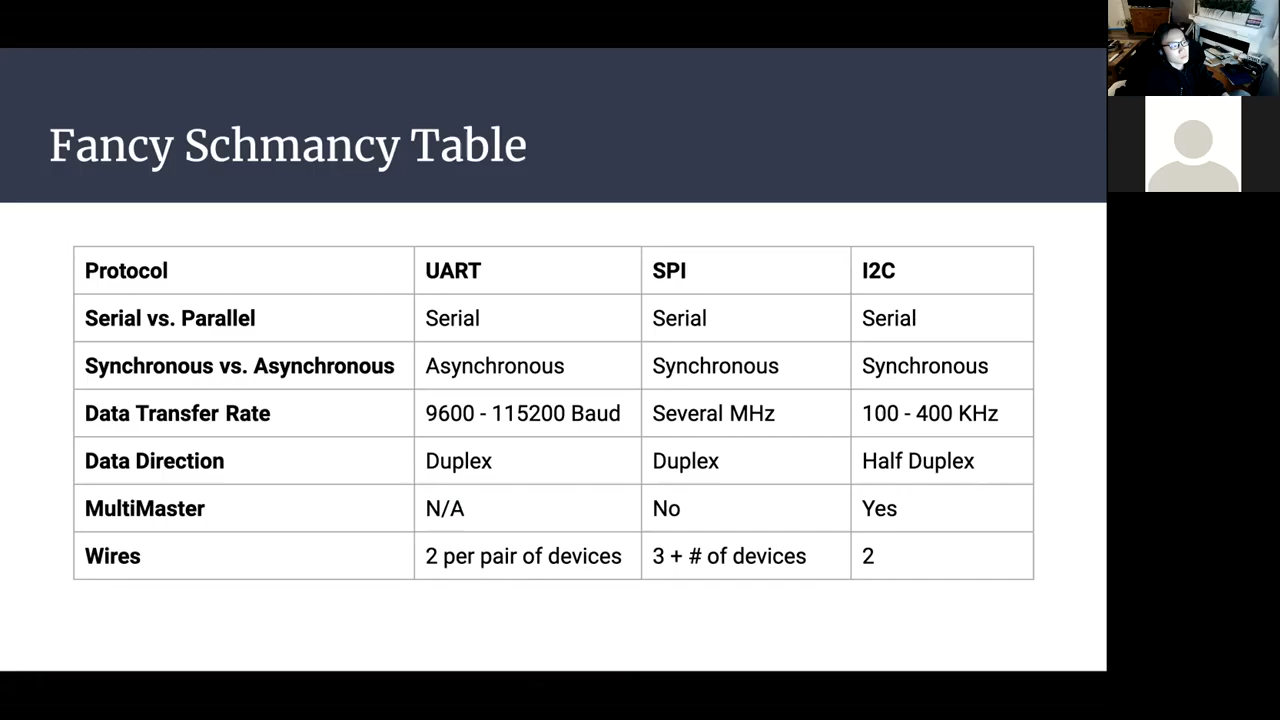 Fancy Schmancy Table
Protocol UART SPI I2C
Serial vs. Parallel Serial Serial Serial
Synchronous vs. Asynchronous Asynchronous Synchronous Synchronous
Data Transfer Rate 9600 - 115200 Baud Several MHz 100 - 400 KHz
Data Direction Duplex Duplex Half Duplex
MultiMaster N/A No Yes
Wires 2 per pair of devices 3 + # of devices 2